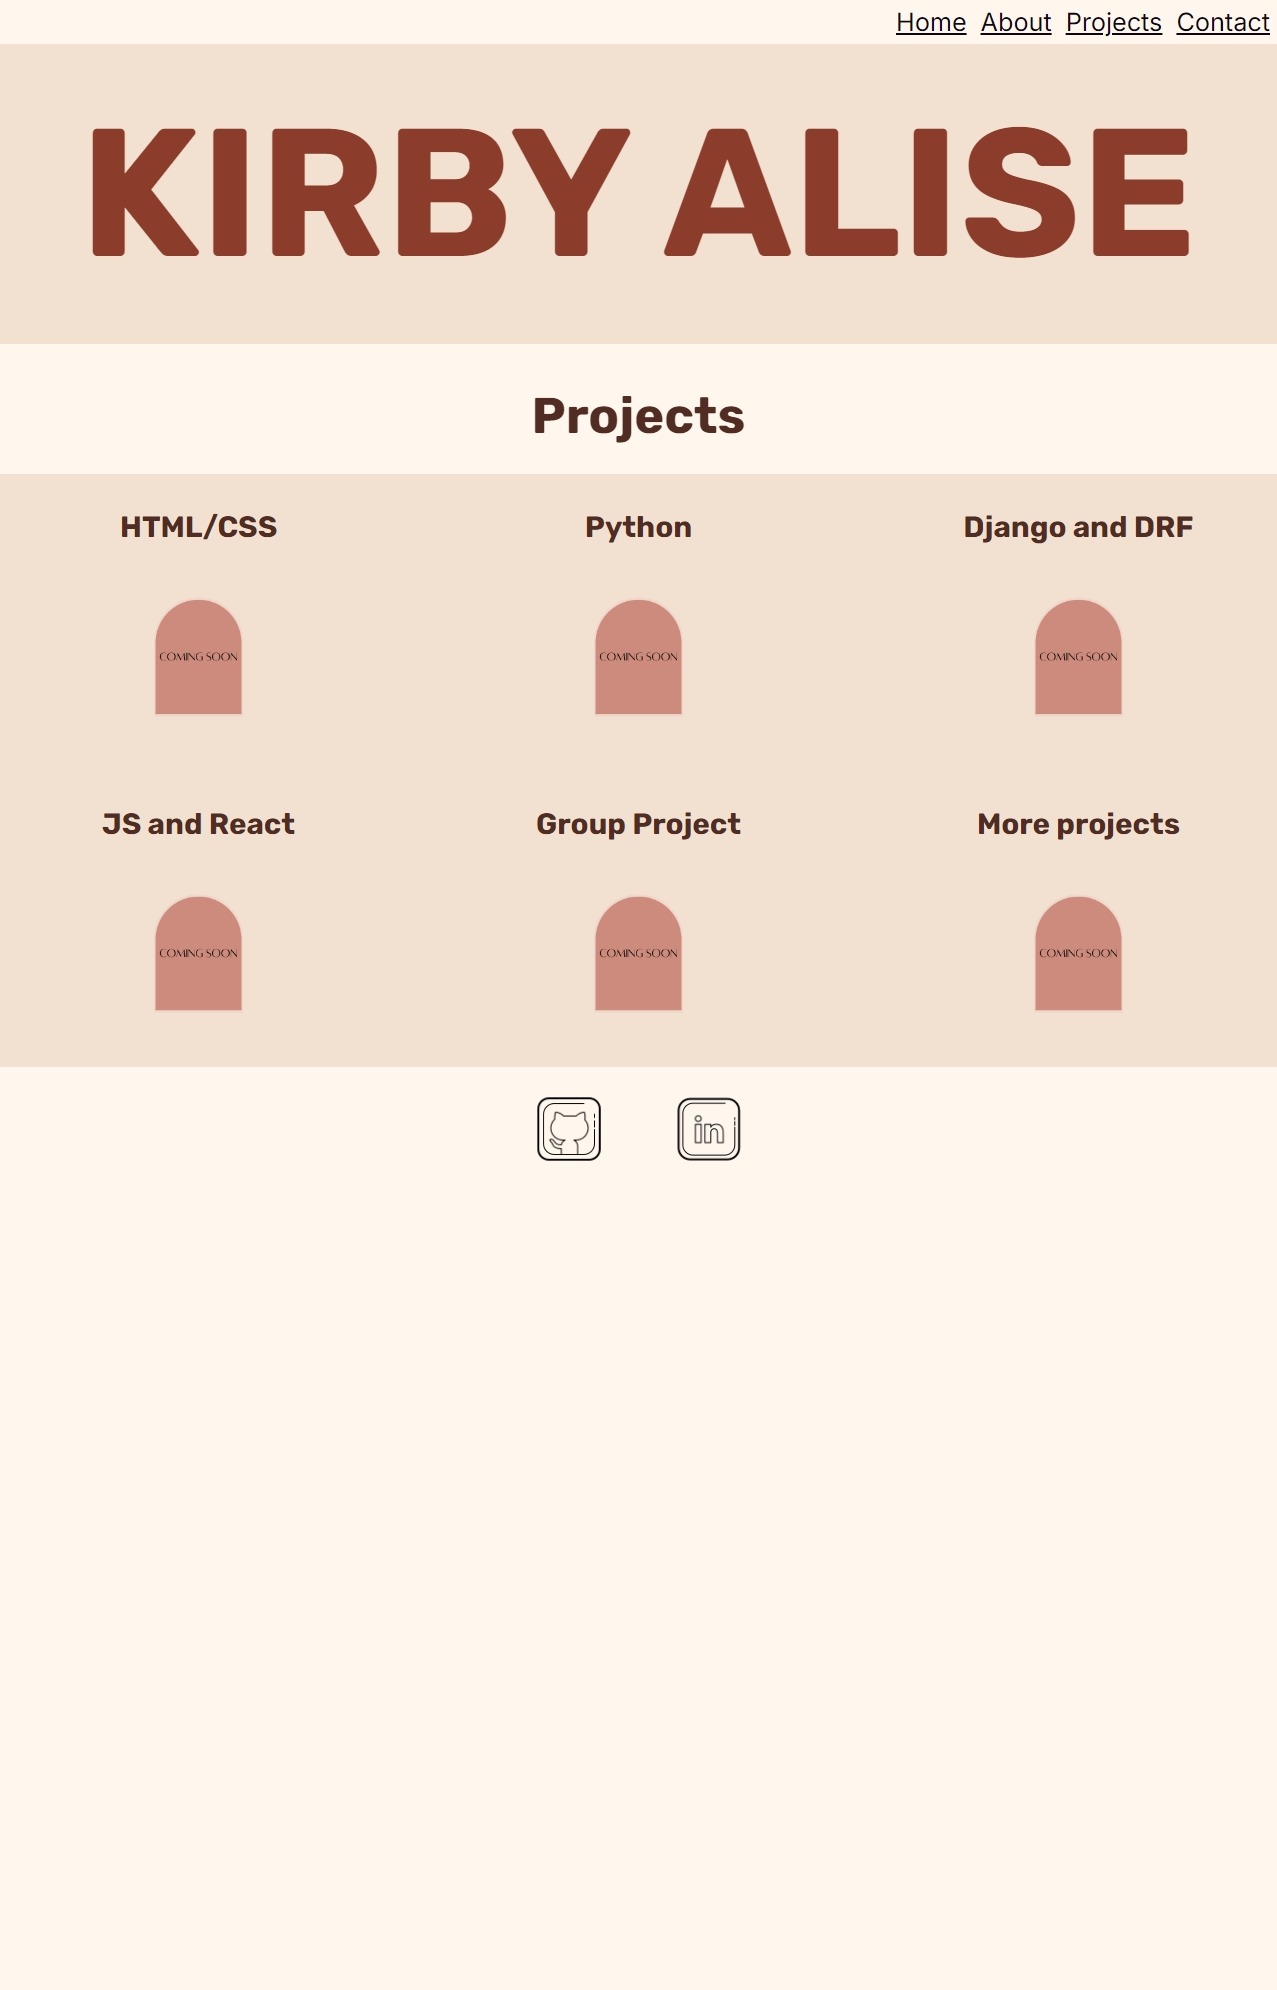 Home About Projects Contact
KIRBY ALISE
Projects
HTML/CSS Python Django and DRF
COMING SOON COMING SOON COMING SOON
JS and React Group Project More projects
COMING SOON COMING SOON COMING SOON
in